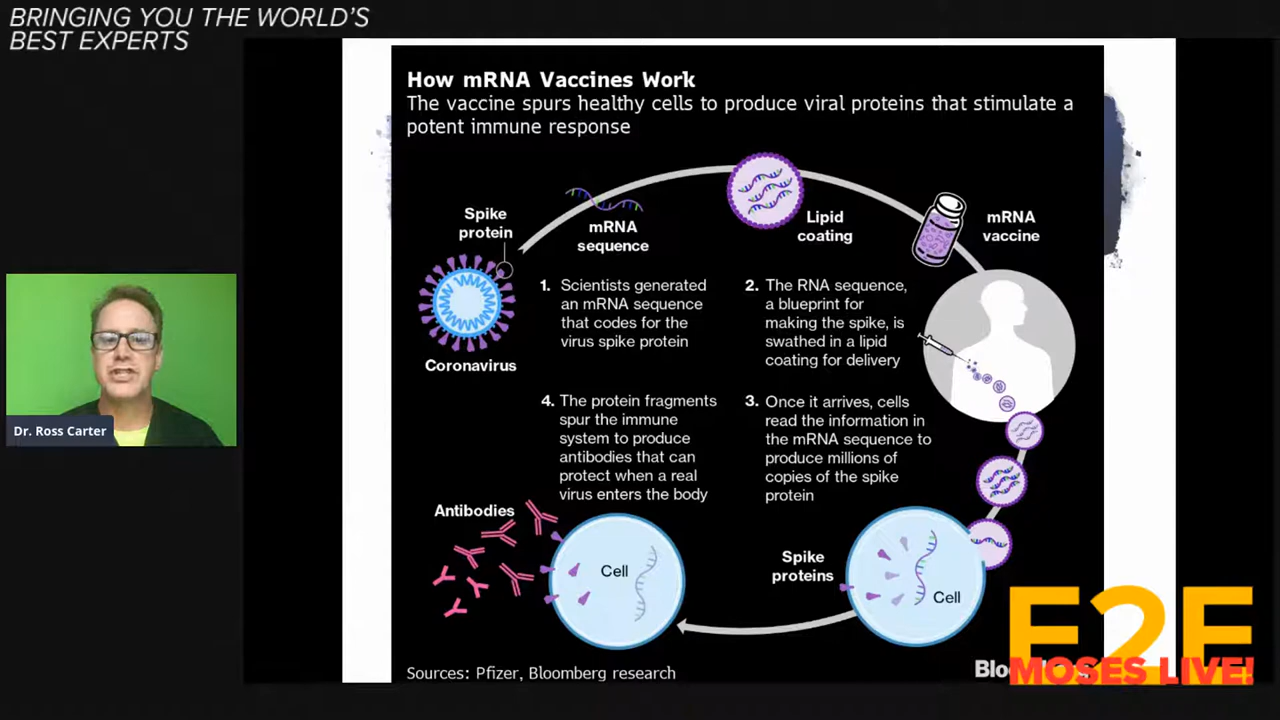 BRINGING YOU THE WORLD'S
BEST EXPERTS
How mRNA Vaccines Work
The vaccine spurs healthy cells to produce viral proteins that stimulate a
potent immune response
Spike
protein
mRNA
sequence
Lipid
coating
mRNA
vaccine
Coronavirus
1. Scientists generated
an mRNA sequence
that codes for the
virus spike protein
2. The RNA sequence,
a blueprint for
making the spike, is
swathed in a lipid
coating for delivery
4. The protein fragments
spur the immune
system to produce
antibodies that can
protect when a real
virus enters the body
3. Once it arrives, cells
read the information in
the mRNA sequence to
produce millions of
copies of the spike
protein
Dr. Ross Carter
Antibodies
Cell
Spike
proteins
Cell
Sources: Pfizer, Bloomberg research
E2E
MOSES LIVE!